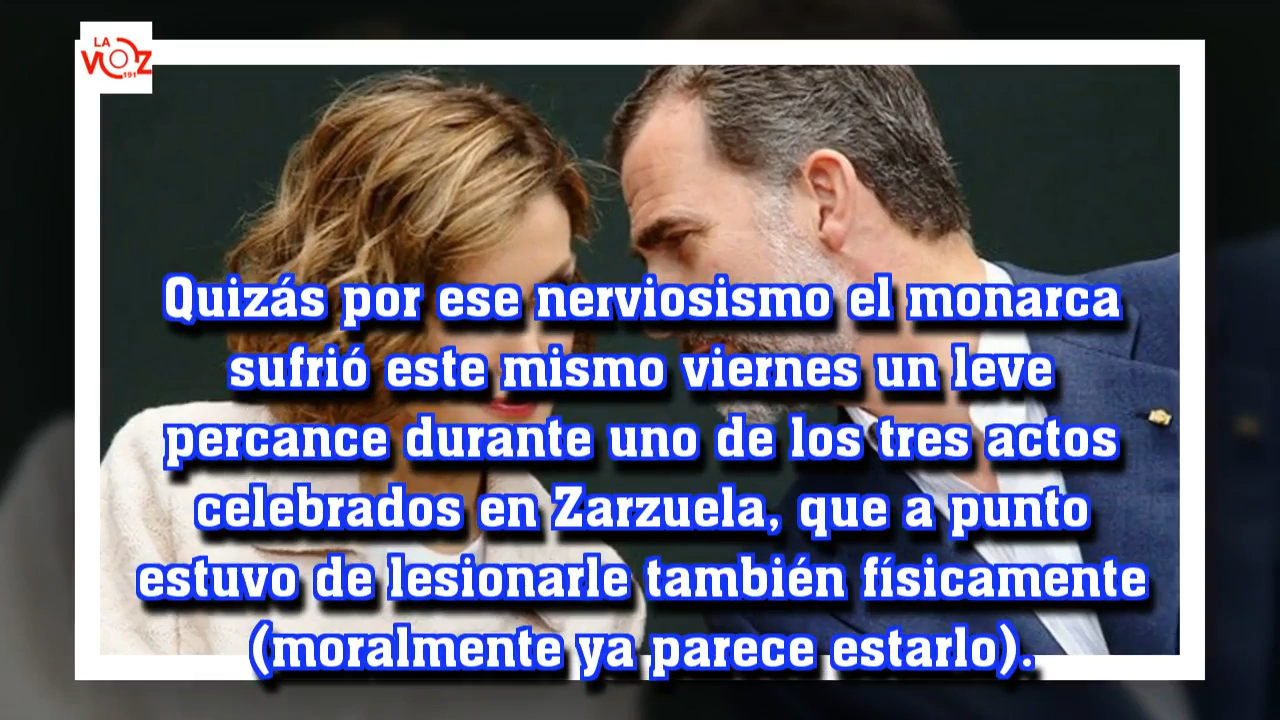 LA
VOZ
191
Quizás por ese nerviosismo el monarca
sufrió este mismo viernes un leve
percance durante uno de los tres actos
celebrados en Zarzuela, que a punto
estuvo de lesionarle también físicamente
(moralmente ya parece estarlo).